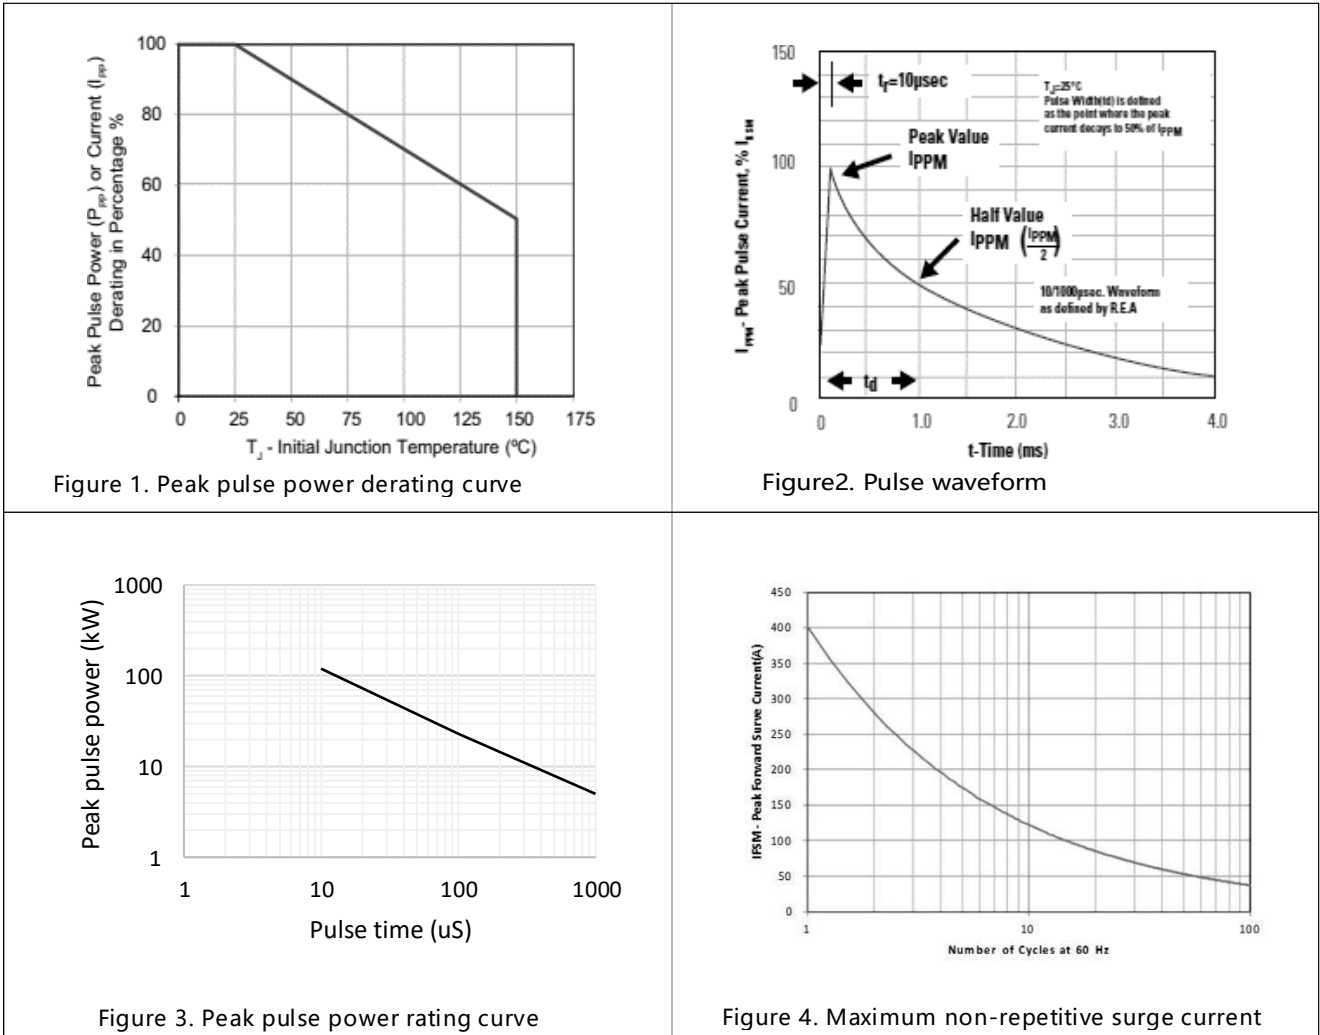 100
80
60
40
20
0
Peak Pulse Power (Ppp) or Current (Ipp)
Derating in Percentage %
0 25 50 75 100 125 150 175
TJ - Initial Junction Temperature (ºC)
Figure 1. Peak pulse power derating curve
150
100
50
0
IPPM- Peak Pulse Current, %
tr=10µsec
TJ=25°C
Pulse Width(td) is defined
as the point where the peak
current decays to 50% of IPPM
Peak Value
IPPM
Half Value
IPPM (IPPM/2)
10/1000µsec. Waveform
as defined by R.E.A
td
0 1.0 2.0 3.0 4.0
t-Time (ms)
Figure2. Pulse waveform
1000
100
10
1
Peak pulse power (kW)
1 10 100 1000
Pulse time (uS)
Figure 3. Peak pulse power rating curve
450
400
350
300
250
200
150
100
50
0
IFSM - Peak Forward Surve Current(A)
1 10 100
Number of Cycles at 60 Hz
Figure 4. Maximum non-repetitive surge current